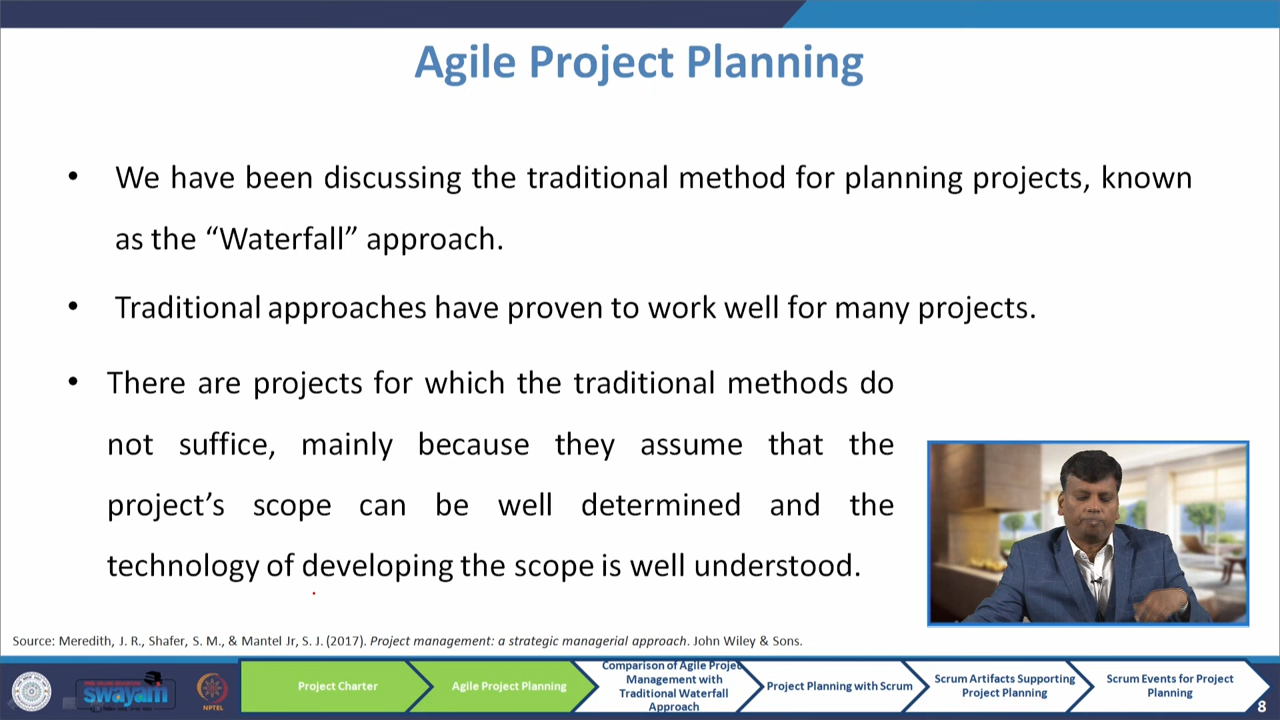 Agile Project Planning
• We have been discussing the traditional method for planning projects, known
as the “Waterfall” approach.
• Traditional approaches have proven to work well for many projects.
• There are projects for which the traditional methods do
not suffice, mainly because they assume that the
project’s scope can be well determined and the
technology of developing the scope is well understood.
Source: Meredith, J. R., Shafer, S. M., & Mantel Jr, S. J. (2017). Project management: a strategic managerial approach. John Wiley & Sons.
swayam
NPTEL
Project Charter
Agile Project Planning
Comparison of Agile Projec
Management with
Traditional Waterfall
Approach
Project Planning with Scrum
Scrum Artifacts Supporting
Project Planning
Scrum Events for Project
Planning
8